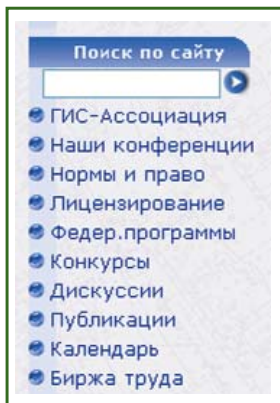 Поиск по сайту
ГИС-Ассоциация
Наши конференции
Нормы и право
Лицензирование
Федер.программы
Конкурсы
Дискуссии
Публикации
Календарь
Биржа труда